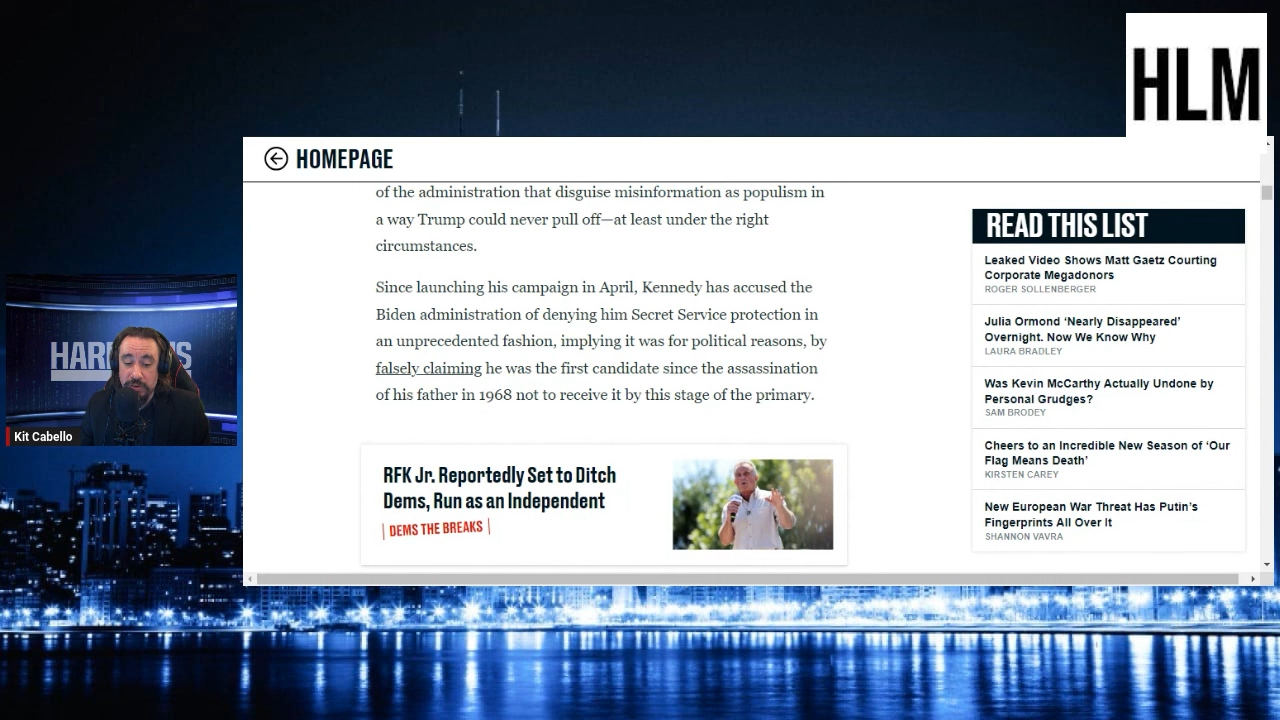 HLM
HOMEPAGE
of the administration that disguise misinformation as populism in
a way Trump could never pull off—at least under the right
circumstances.
Since launching his campaign in April, Kennedy has accused the
Biden administration of denying him Secret Service protection in
an unprecedented fashion, implying it was for political reasons, by
falsely claiming he was the first candidate since the assassination
of his father in 1968 not to receive it by this stage of the primary.
RFK Jr. Reportedly Set to Ditch
Dems, Run as an Independent
DEMS THE BREAKS
READ THIS LIST
Leaked Video Shows Matt Gaetz Courting
Corporate Megadonors
ROGER SOLLENBERGER
Julia Ormond ‘Nearly Disappeared’
Overnight. Now We Know Why
LAURA BRADLEY
Was Kevin McCarthy Actually Undone by
Personal Grudges?
SAM BRODEY
Cheers to an Incredible New Season of ‘Our
Flag Means Death’
KIRSTEN CAREY
New European War Threat Has Putin’s
Fingerprints All Over It
SHANNON VAVRA
Kit Cabello